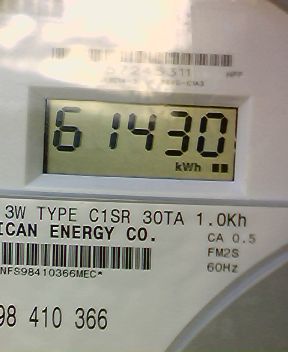 61430
kWh
3W TYPE C1SR 30TA 1.0Kh
ICAN ENERGY CO.
CA 0.5
FM2S
60Hz
NFS98410366MEC*
98 410 366